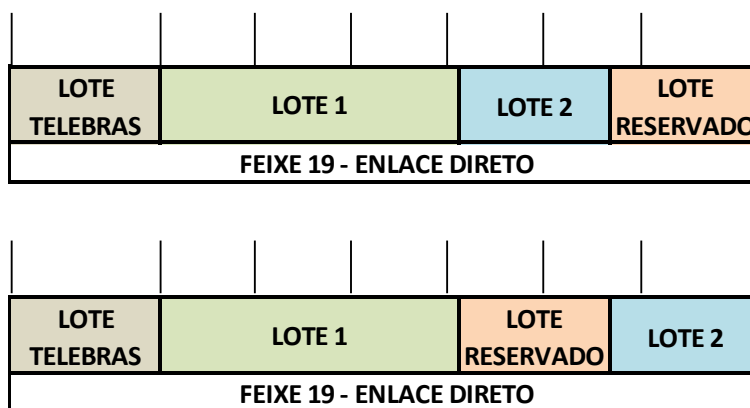 LOTE TELEBRAS
LOTE 1
LOTE 2
LOTE RESERVADO
FEIXE 19 - ENLACE DIRETO
LOTE TELEBRAS
LOTE 1
LOTE RESERVADO
LOTE 2
FEIXE 19 - ENLACE DIRETO